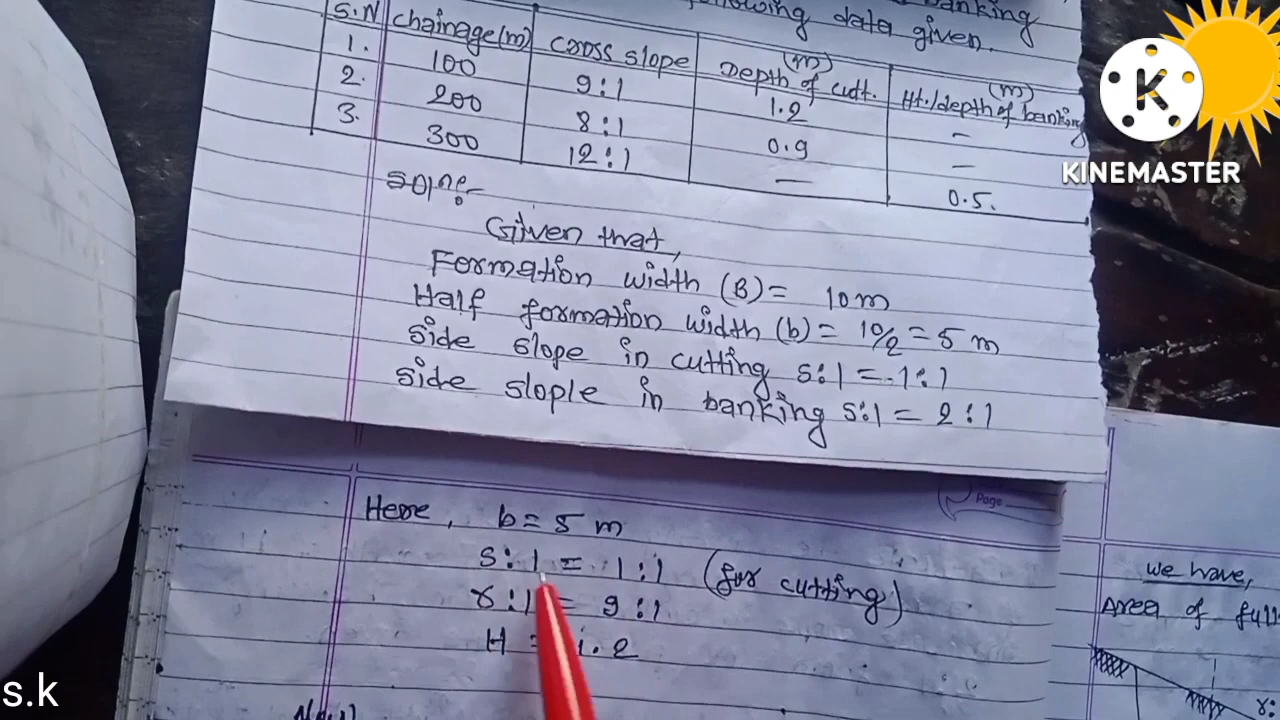 banking
following data given.
S.N chainage(m) cross slope Depth of cutt. (m) Ht./depth of banking (m)
1. 100 9:1 1.2 -
2. 200 8:1 0.9 -
3. 300 12:1 — 0.5.
Soln:-
Given that,
Formation width (B)= 10m
Half formation width (b) = 10/2 = 5 m
side slope in cutting s:1 = 1:1
side slople in banking s:1 = 2:1
Page
Here, b= 5 m
s:1 = 1:1 (for cutting)
r:1 = 9:1
H = 1.2
we have,
Area of full
r:
K
KINEMASTER
s.k